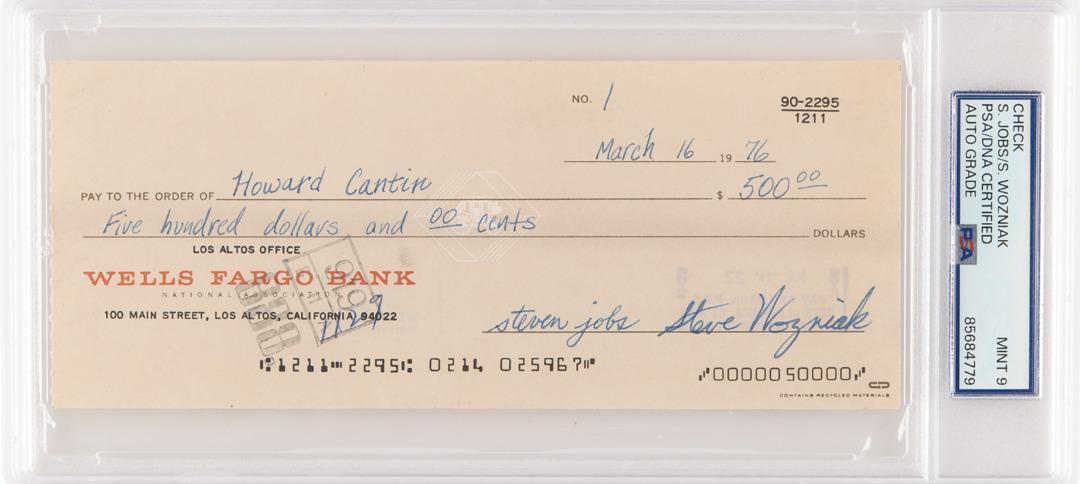 NO. 1
90-2295
1211
March 16 19 76
PAY TO THE ORDER OF Howard Cantin $ 500 00
Five hundred dollars and 00 cents DOLLARS
LOS ALTOS OFFICE
WELLS FARGO BANK
NATIONAL ASSOCIATION
100 MAIN STREET, LOS ALTOS, CALIFORNIA 94022
1129
steven jobs Steve Wozniak
⑆1211⑉2295⑆ 0214 025967⑈
⑇0000050000⑇
CONTAINS RECYCLED MATERIALS
CHECK
S. JOBS/S. WOZNIAK
PSA/DNA CERTIFIED
AUTO GRADE
PSA
MINT 9
85684779